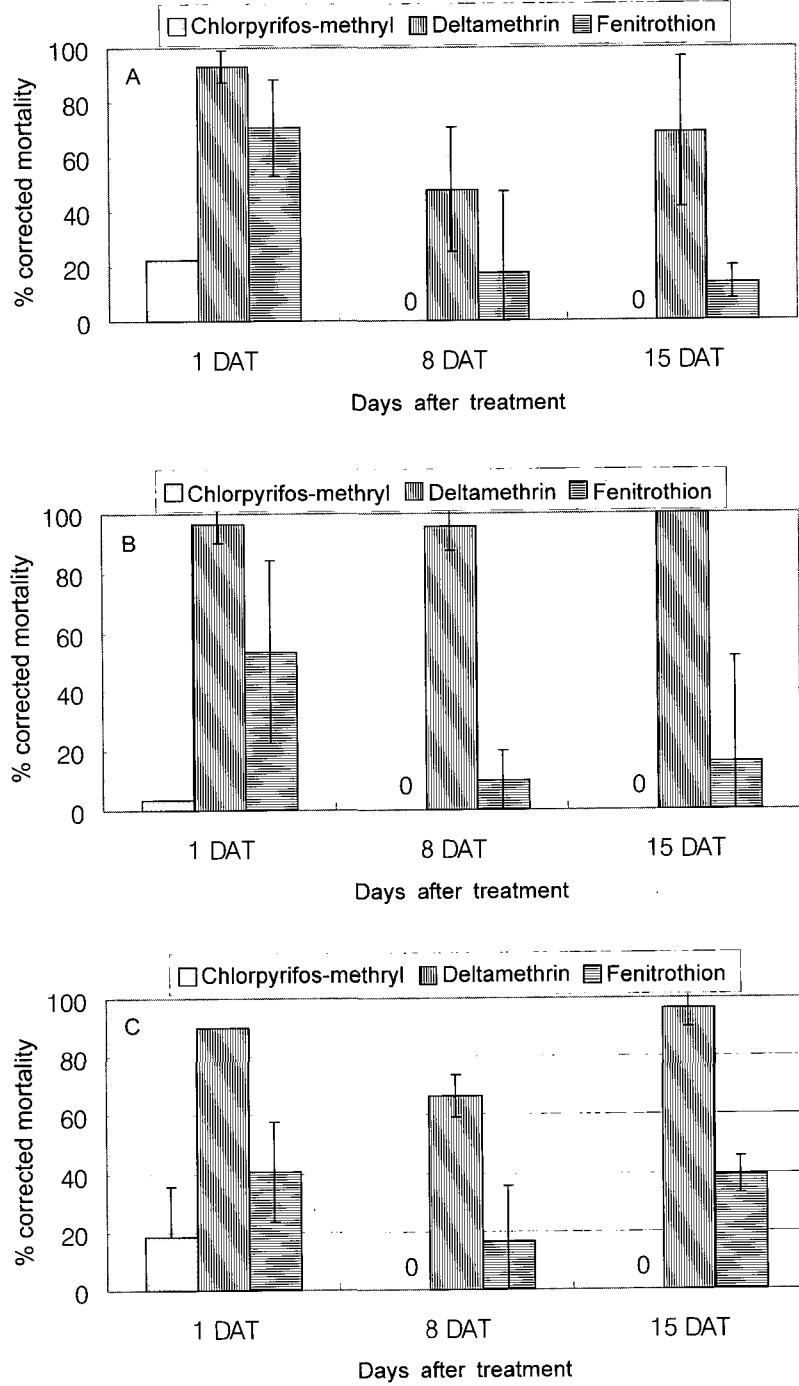 Chlorpyrifos-methryl Deltamethrin Fenitrothion
A
% corrected mortality
100
80
60
40
20
0
0
0
1 DAT 8 DAT 15 DAT
Days after treatment
Chlorpyrifos-methryl Deltamethrin Fenitrothion
B
% corrected mortality
100
80
60
40
20
0
0
0
1 DAT 8 DAT 15 DAT
Days after treatment
Chlorpyrifos-methryl Deltamethrin Fenitrothion
C
% corrected mortality
100
80
60
40
20
0
0
0
1 DAT 8 DAT 15 DAT
Days after treatment